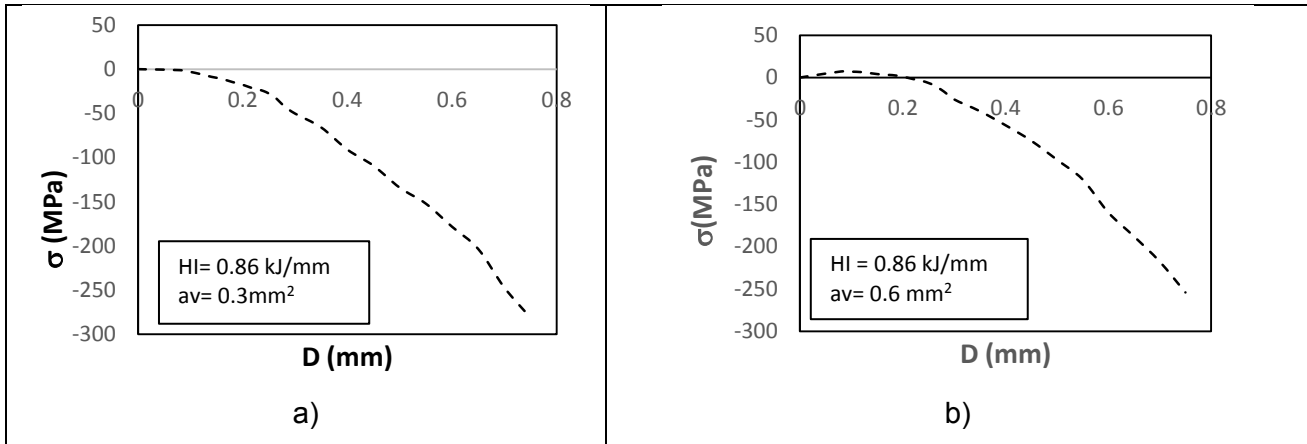 50
0
-50
-100
-150
-200
-250
-300
0 0.2 0.4 0.6 0.8
σ (MPa)
D (mm)
HI= 0.86 kJ/mm
av= 0.3mm²
a)
50
0
-50
-100
-150
-200
-250
-300
0 0.2 0.4 0.6 0.8
σ(MPa)
D (mm)
HI = 0.86 kJ/mm
av= 0.6 mm²
b)